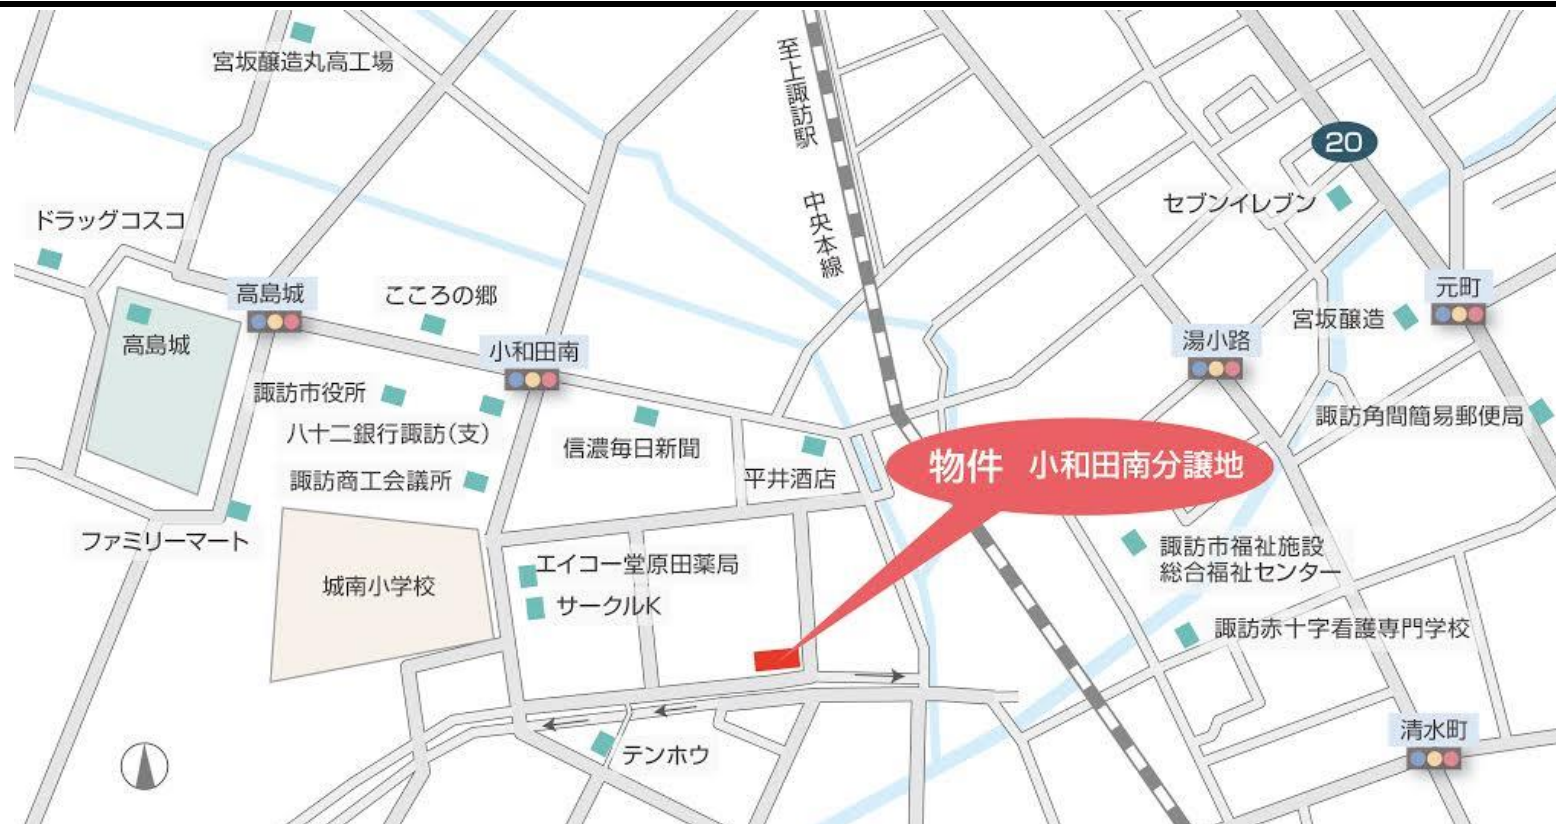 宮坂醸造丸高工場
至上諏訪駅
中央本線
20
セブンイレブン
ドラッグコスコ
高島城
こころの郷
元町
宮坂醸造
高島城
小和田南
湯小路
諏訪市役所
八十二銀行諏訪(支)
信濃毎日新聞
諏訪角間簡易郵便局
諏訪商工会議所
平井酒店
物件 小和田南分譲地
ファミリーマート
城南小学校
エイコー堂原田薬局
サークルK
諏訪市福祉施設
総合福祉センター
諏訪赤十字看護専門学校
清水町
テンホウ